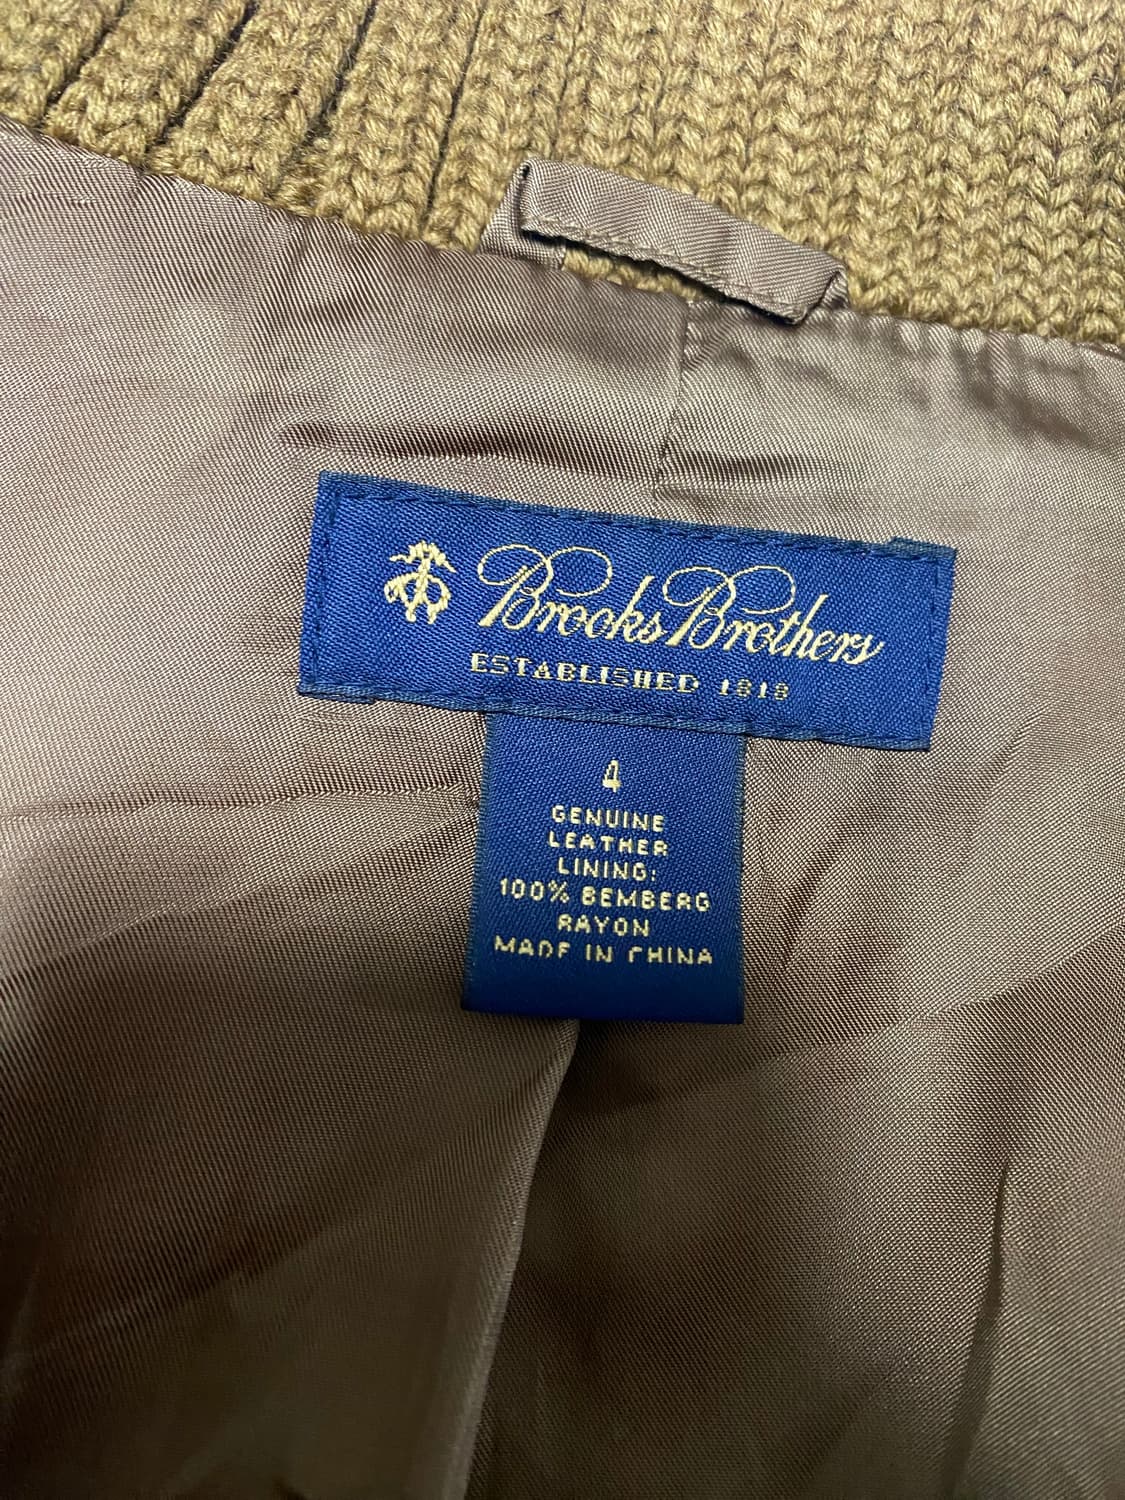 Brooks Brothers
ESTABLISHED 1818
4
GENUINE
LEATHER
LINING:
100% BEMBERG
RAYON
MADE IN CHINA